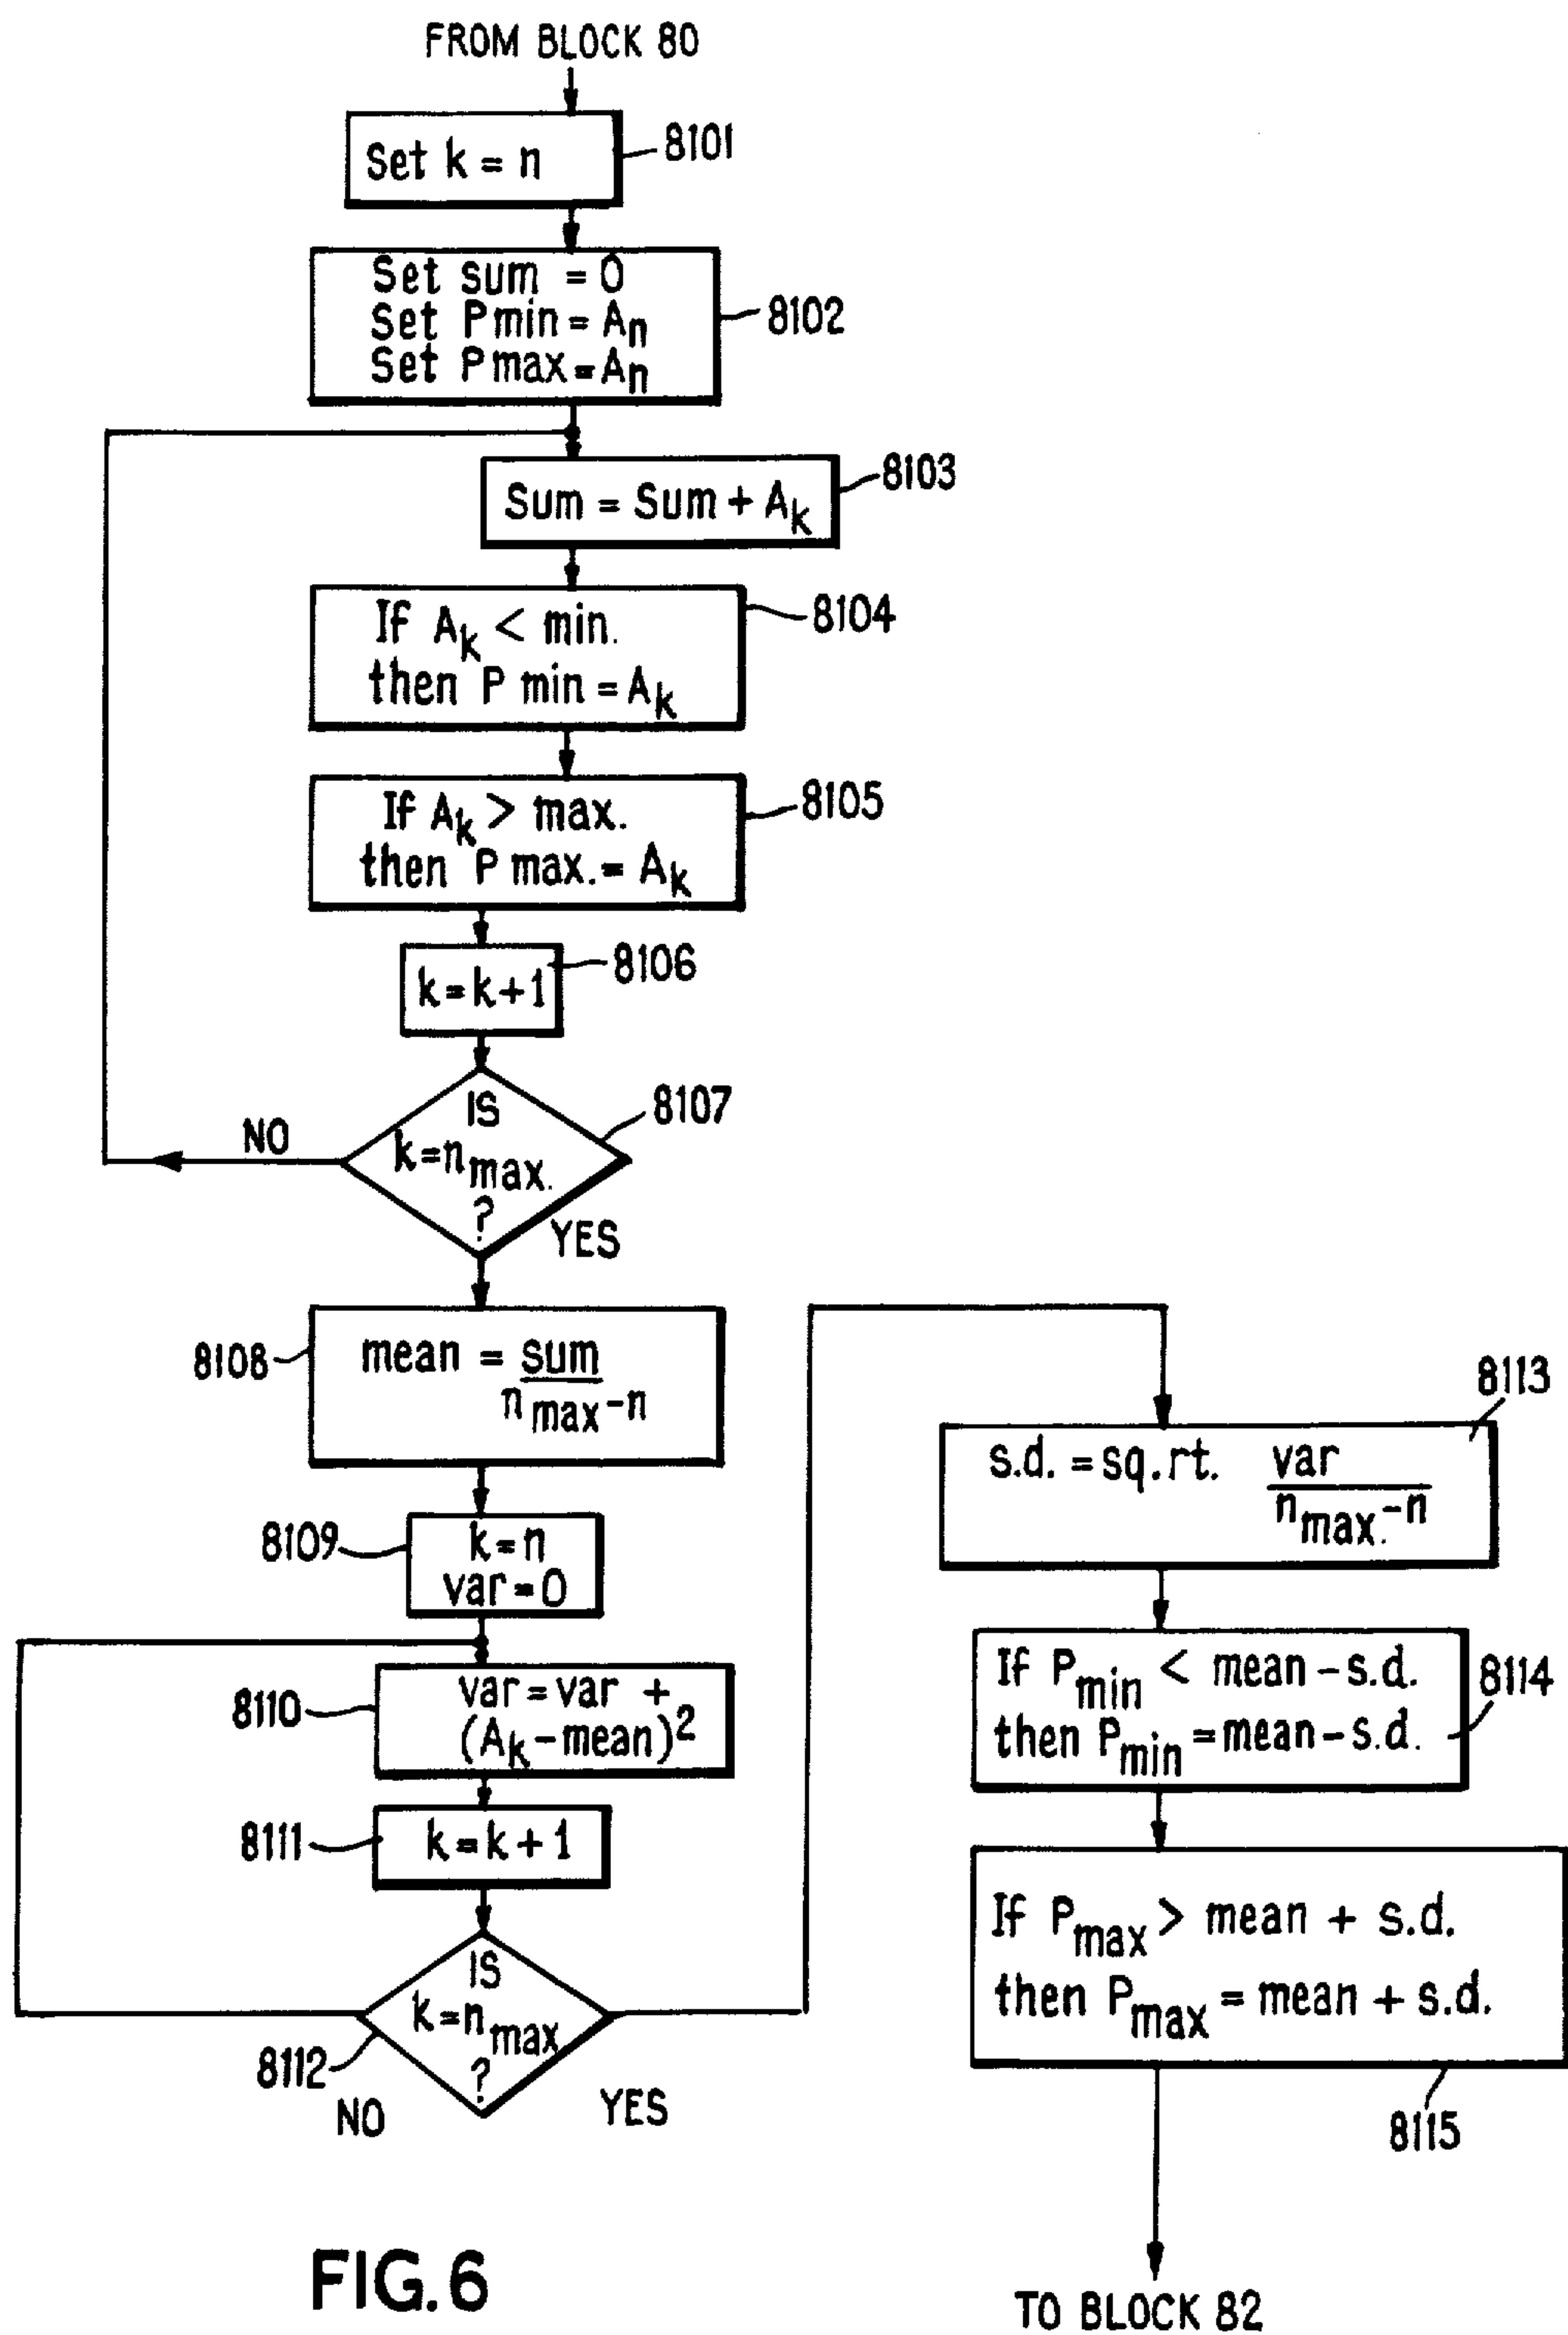 FROM BLOCK 80
Set k = n
8101
Set sum = 0
Set Pmin = An
Set Pmax = An
8102
Sum = Sum + Ak
8103
If Ak < min.
then P min = Ak
8104
If Ak > max.
then P max. = Ak
8105
k = k + 1
8106
IS
k = nmax.
?
8107
NO
YES
8108
mean = sum
nmax - n
8109
k = n
var = 0
8110
var = var +
(Ak - mean)2
8111
k = k + 1
IS
k = nmax
?
8112
NO
YES
8113
s.d. = sq.rt. var
nmax. - n
If Pmin < mean - s.d.
then Pmin = mean - s.d.
8114
If Pmax > mean + s.d.
then Pmax = mean + s.d.
8115
TO BLOCK 82
FIG. 6